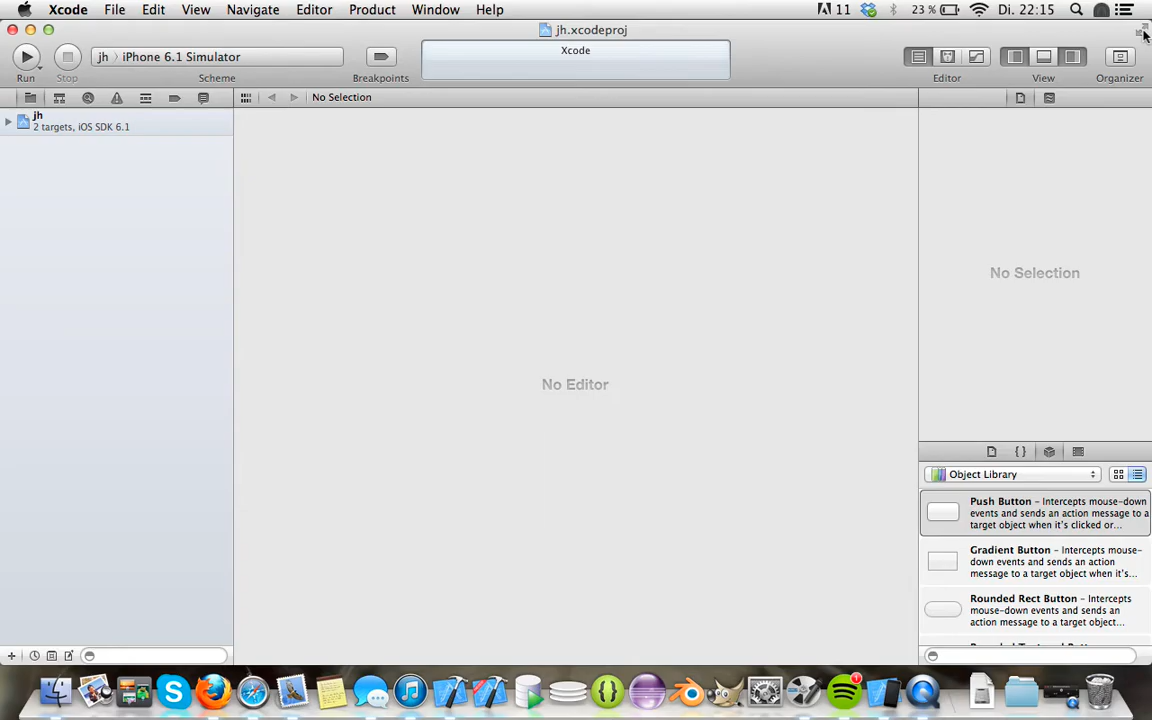 Xcode File Edit View Navigate Editor Product Window Help 11 23 % Di. 22:15
jh.xcodeproj
jh iPhone 6.1 Simulator
Xcode
Run Stop Scheme Breakpoints Editor View Organizer
No Selection
jh
2 targets, iOS SDK 6.1
No Selection
No Editor
Object Library
Push Button – Intercepts mouse-down
events and sends an action message to a
target object when it's clicked or...
Gradient Button – Intercepts mouse-
down events and sends an action
message to a target object when it's...
Rounded Rect Button – Intercepts
mouse-down events and sends an
action message to a target object...